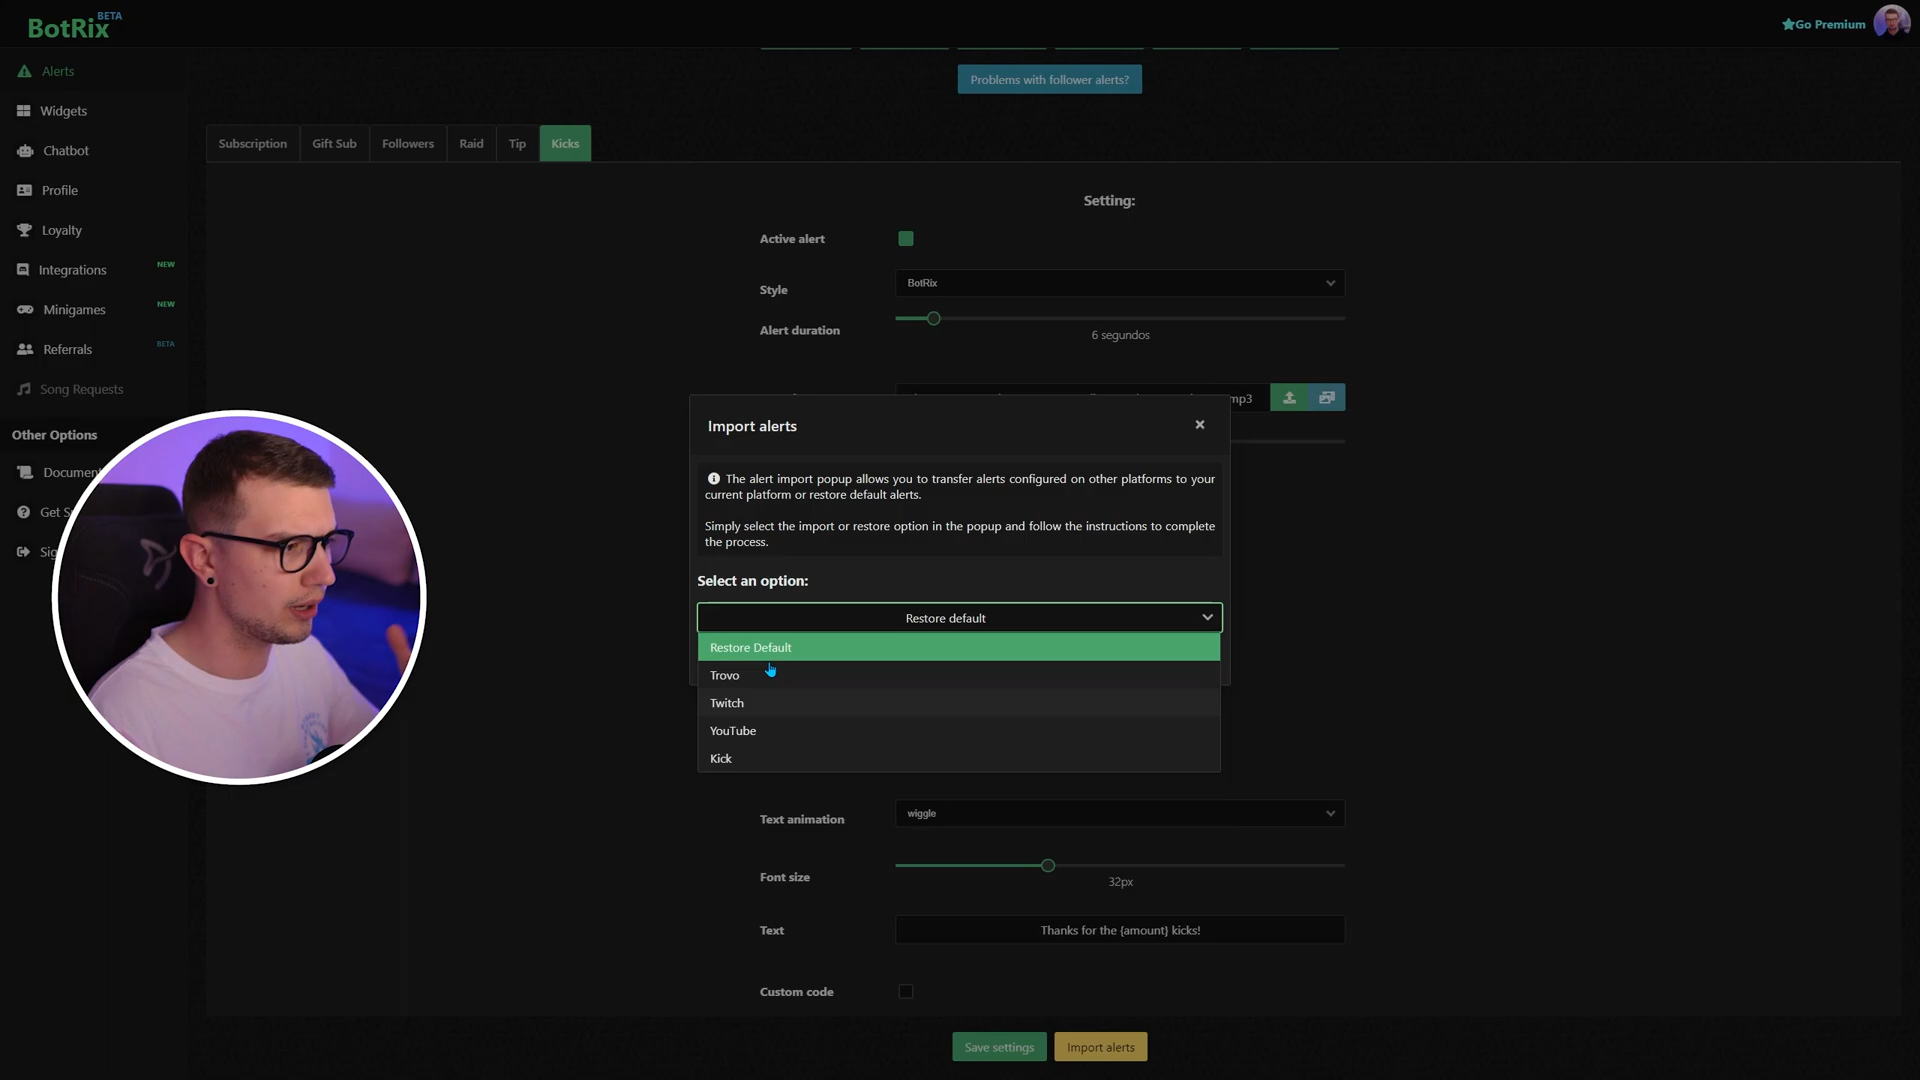 BotRix BETA
Go Premium
Alerts
Widgets
Chatbot
Profile
Loyalty
Integrations NEW
Minigames NEW
Referrals BETA
Song Requests
Other Options
Problems with follower alerts?
Subscription Gift Sub Followers Raid Tip Kicks
Setting:
Active alert
Style BotRix
Alert duration
6 segundos
mp3
Import alerts
The alert import popup allows you to transfer alerts configured on other platforms to your
current platform or restore default alerts.
Simply select the import or restore option in the popup and follow the instructions to complete
the process.
Select an option:
Restore default
Restore Default
Trovo
Twitch
YouTube
Kick
Text animation wiggle
Font size
32px
Text Thanks for the {amount} kicks!
Custom code
Save settings Import alerts